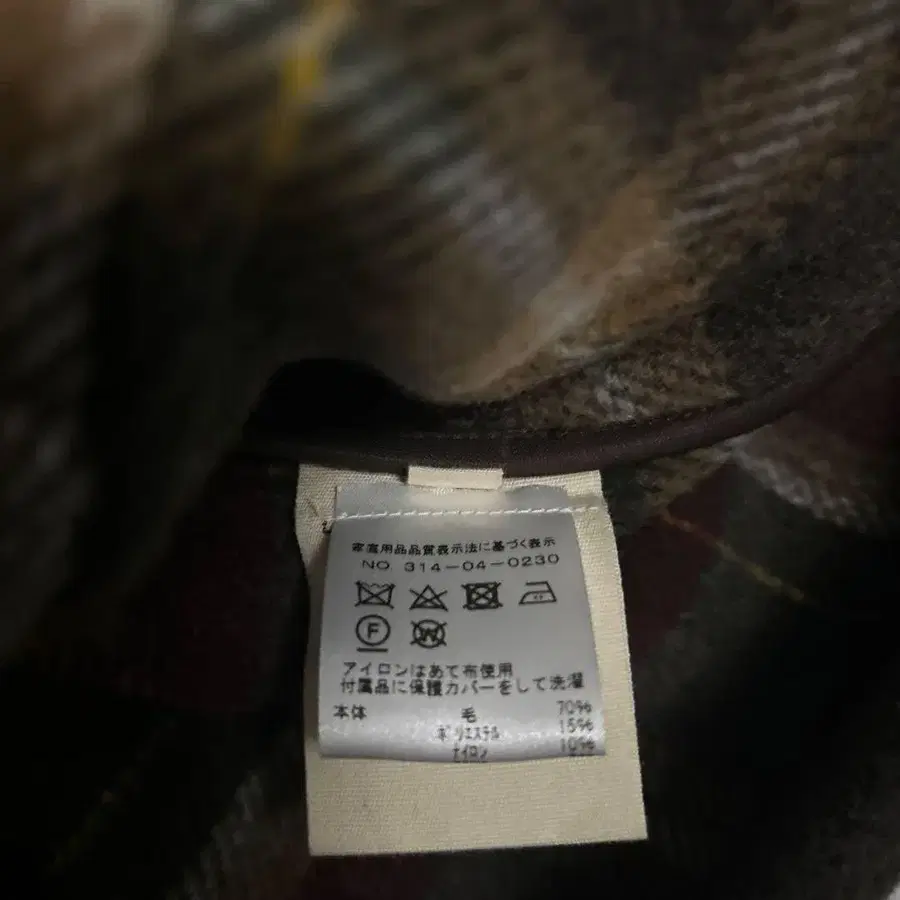 家庭用品品質表示法に基づく表示
NO. 314-04-0230
F W
アイロンはあて布使用
付属品に保護カバーをして洗濯
本体 毛 70%
ポリエステル 15%
ナイロン 10%